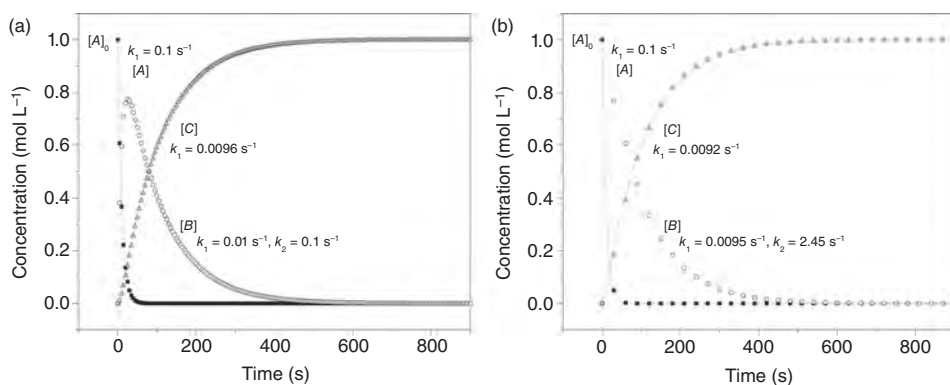 (a)
[A]₀
k₁ = 0.1 s⁻¹
[A]
[C]
k₁ = 0.0096 s⁻¹
[B]
k₁ = 0.01 s⁻¹, k₂ = 0.1 s⁻¹
1.0
0.8
0.6
0.4
0.2
0.0
Concentration (mol L⁻¹)
0 200 400 600 800
Time (s)
(b)
[A]₀
k₁ = 0.1 s⁻¹
[A]
[C]
k₁ = 0.0092 s⁻¹
[B]
k₁ = 0.0095 s⁻¹, k₂ = 2.45 s⁻¹
1.0
0.8
0.6
0.4
0.2
0.0
Concentration (mol L⁻¹)
0 200 400 600 800
Time (s)